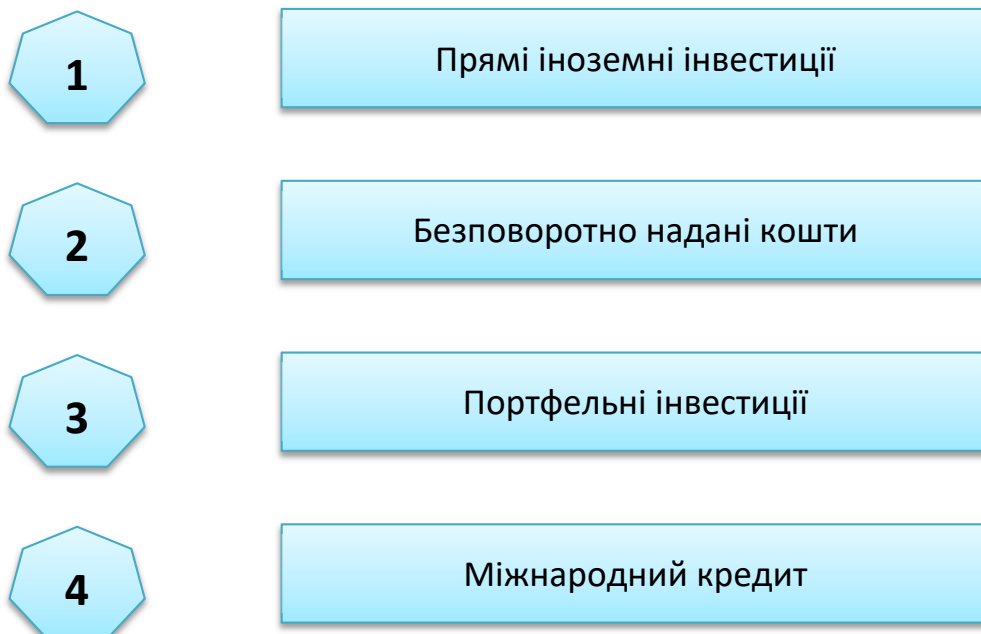 1
Прямі іноземні інвестиції
2
Безповоротно надані кошти
3
Портфельні інвестиції
4
Міжнародний кредит